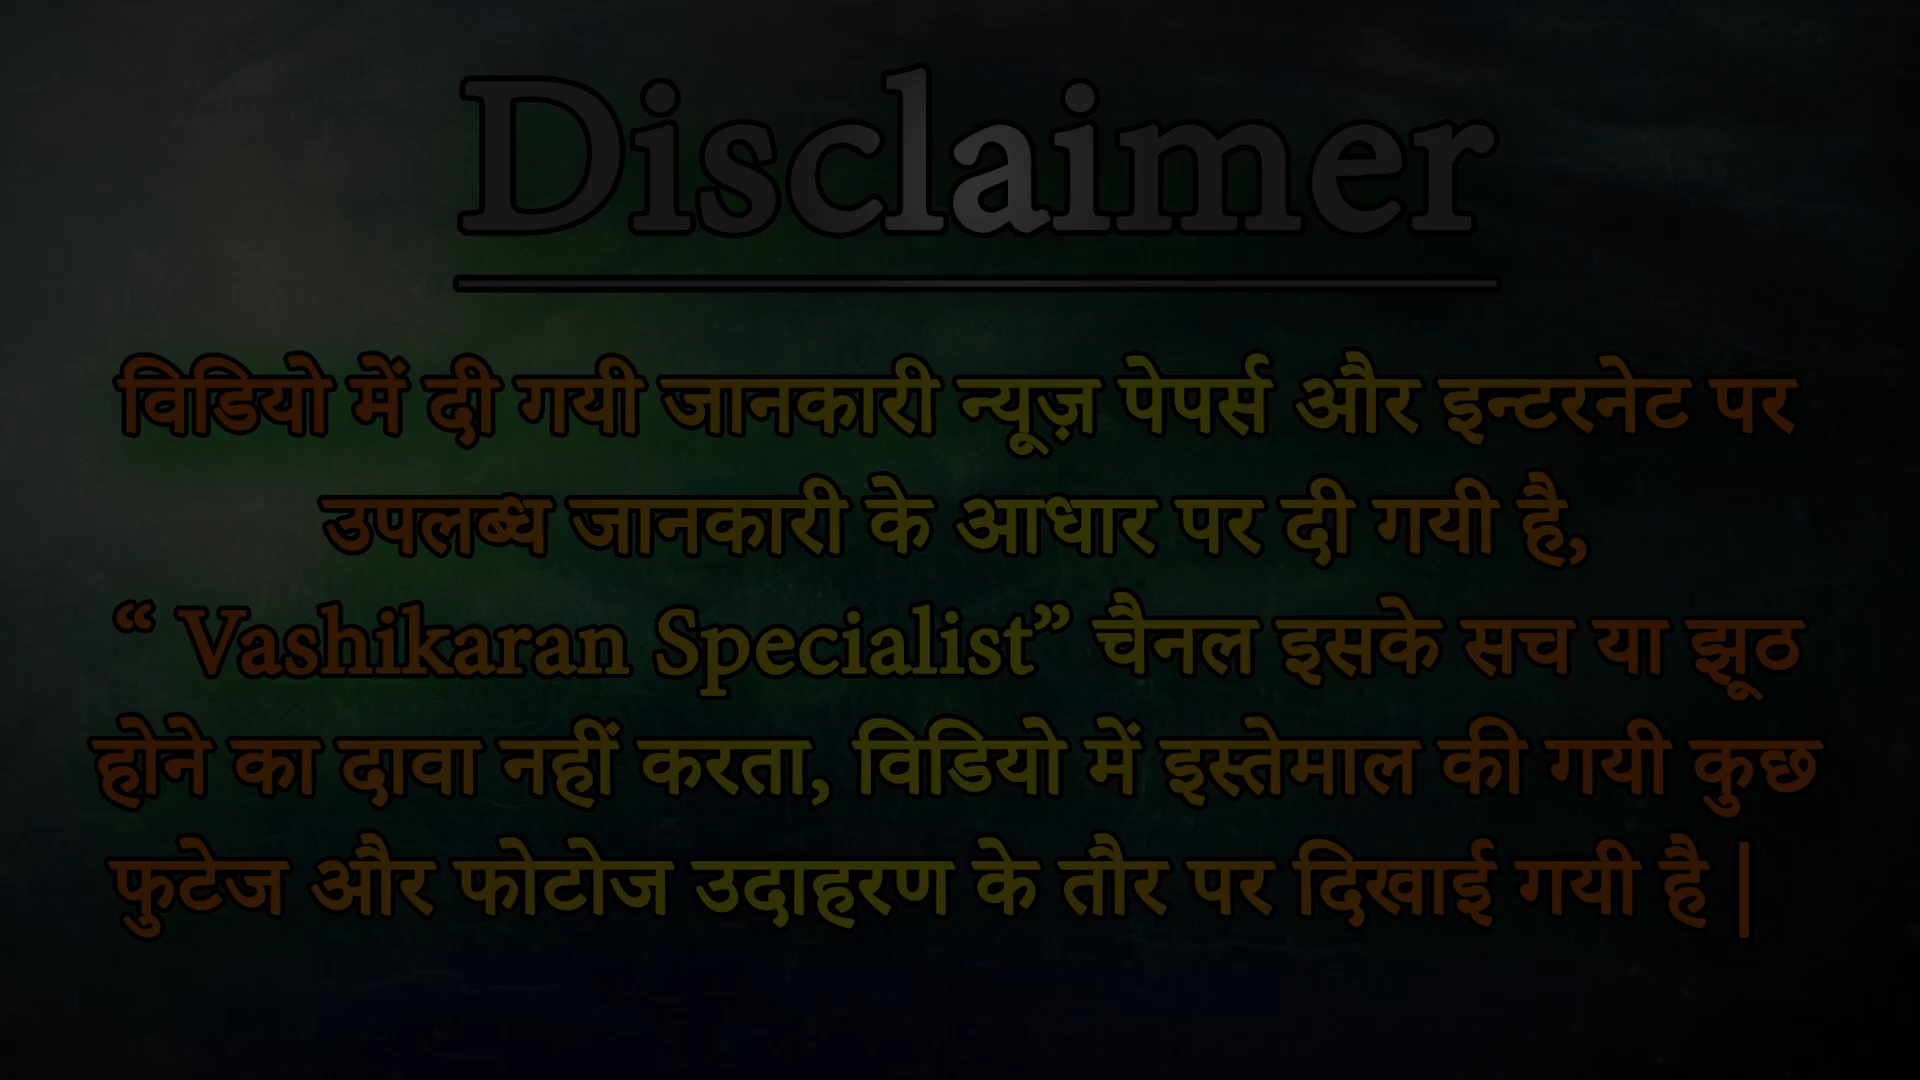 Disclaimer
विडियो में दी गयी जानकारी न्यूज़ पेपर्स और इन्टरनेट पर
उपलब्ध जानकारी के आधार पर दी गयी है,
“ Vashikaran Specialist” चैनल इसके सच या झूठ
होने का दावा नहीं करता, विडियो में इस्तेमाल की गयी कुछ
फुटेज और फोटोज उदाहरण के तौर पर दिखाई गयी है |